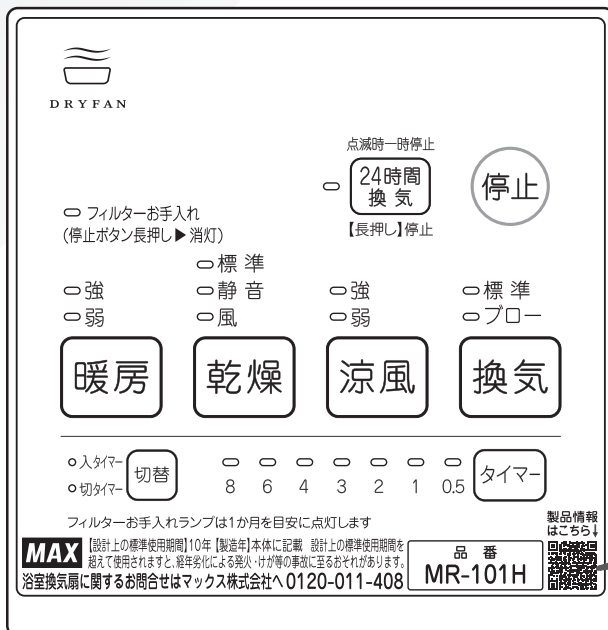 DRYFAN
点滅時一時停止
24時間
換気
停止
【長押し】停止
フィルターお手入れ
(停止ボタン長押し▶消灯)
標準
強
静音
強
標準
弱
風
弱
ブロー
暖房
乾燥
涼風
換気
入タイマー
切タイマー
切替
8 6 4 3 2 1 0.5
タイマー
フィルターお手入れランプは1か月を目安に点灯します
製品情報
はこちら↓
MAX
【設計上の標準使用期間】10年【製造年】本体に記載 設計上の標準使用期間を
超えて使用されますと、経年劣化による発火・けが等の事故に至るおそれがあります。
浴室換気扇に関するお問合せはマックス株式会社へ0120-011-408
品番
MR-101H